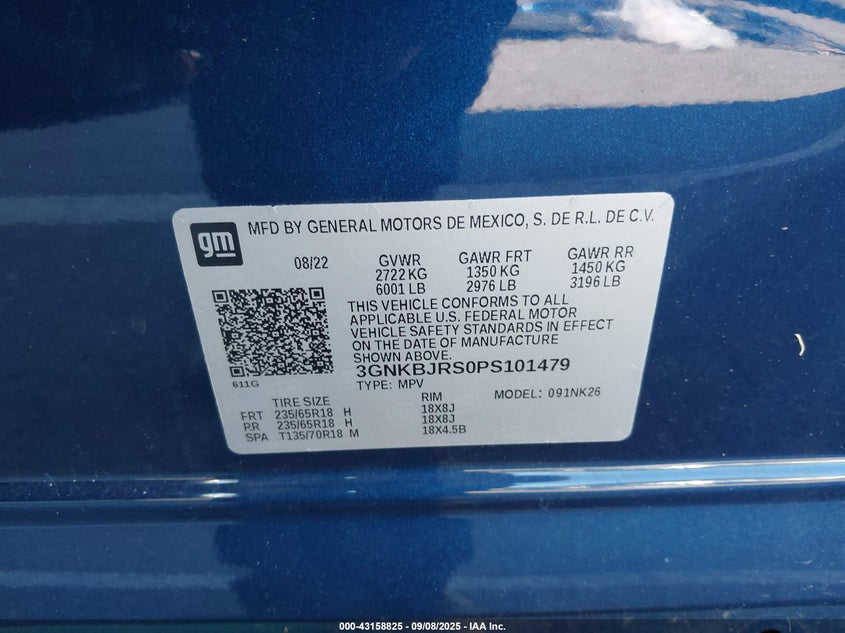 gm
MFD BY GENERAL MOTORS DE MEXICO, S. DE R.L. DE C.V.
08/22 GVWR GAWR FRT GAWR RR
2722 KG 1350 KG 1450 KG
6001 LB 2976 LB 3196 LB
THIS VEHICLE CONFORMS TO ALL
APPLICABLE U.S. FEDERAL MOTOR
VEHICLE SAFETY STANDARDS IN EFFECT
ON THE DATE OF MANUFACTURE
SHOWN ABOVE.
3GNKBJRS0PS101479
611G
TYPE: MPV MODEL: 091NK26
TIRE SIZE RIM
FRT 235/65R18 H 18X8J
RR 235/65R18 H 18X8J
SPA T135/70R18 M 18X4.5B
000-43158825 - 09/08/2025 - IAA Inc.